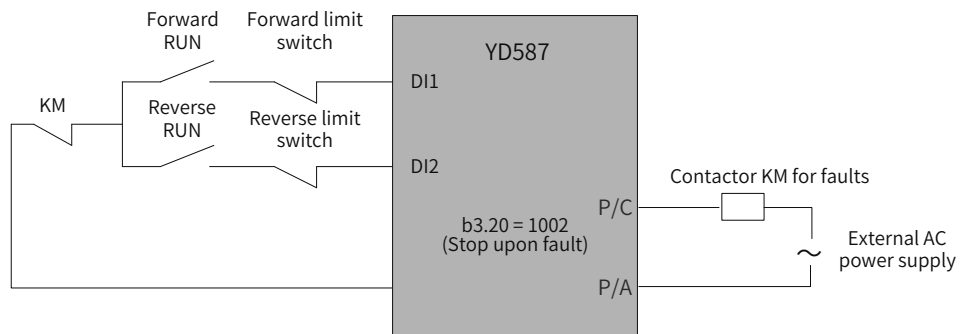 Forward
RUN
Forward limit
switch
YD587
DI1
KM
Reverse
RUN
Reverse limit
switch
DI2
Contactor KM for faults
P/C
b3.20 = 1002
(Stop upon fault)
External AC
power supply
~
P/A